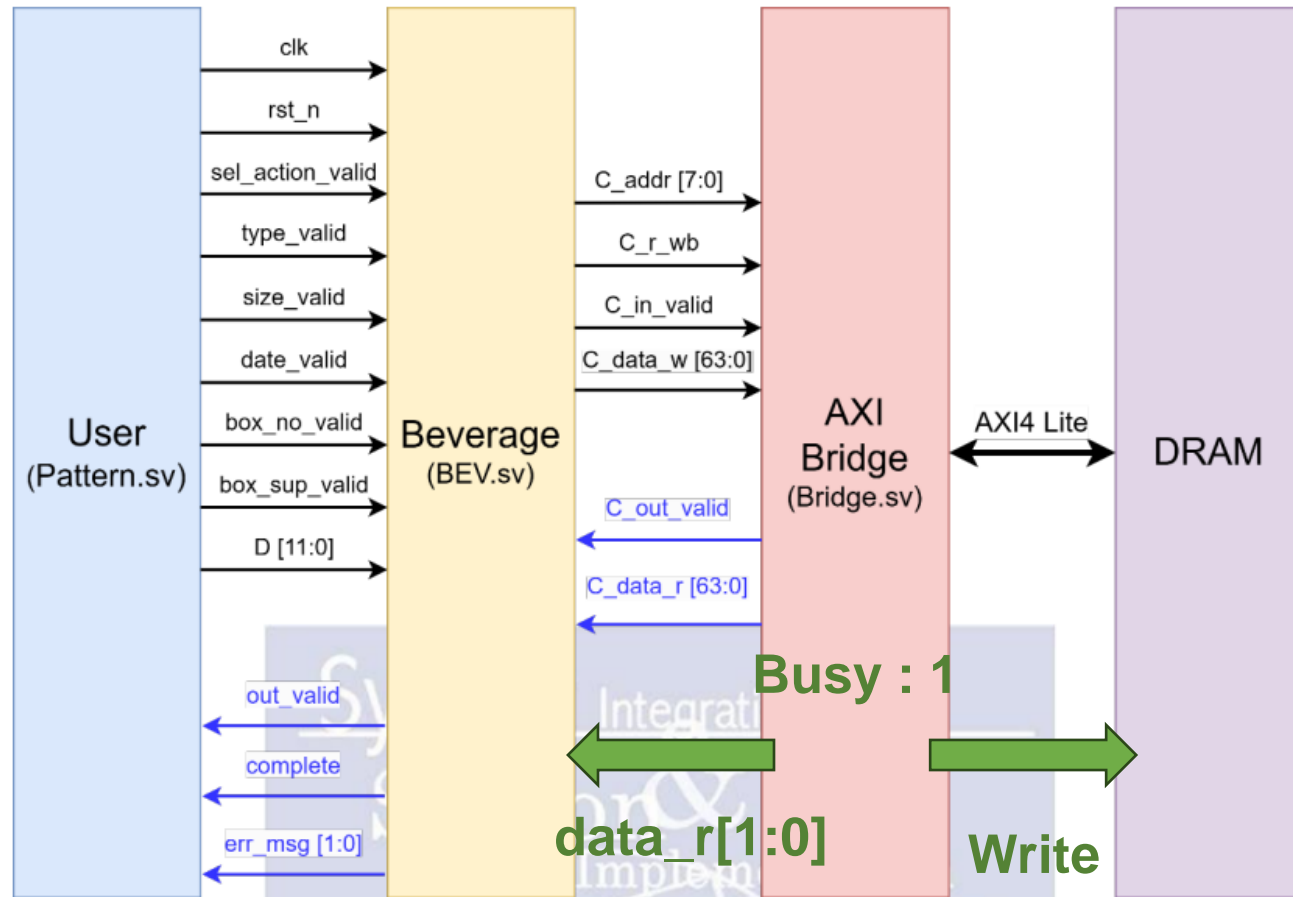 clk
rst_n
sel_action_valid
type_valid
size_valid
date_valid
box_no_valid
box_sup_valid
D [11:0]
out_valid
complete
err_msg [1:0]
User
(Pattern.sv)
Beverage
(BEV.sv)
C_addr [7:0]
C_r_wb
C_in_valid
C_data_w [63:0]
C_out_valid
C_data_r [63:0]
AXI
Bridge
(Bridge.sv)
AXI4 Lite
DRAM
Busy : 1
data_r[1:0]
Write